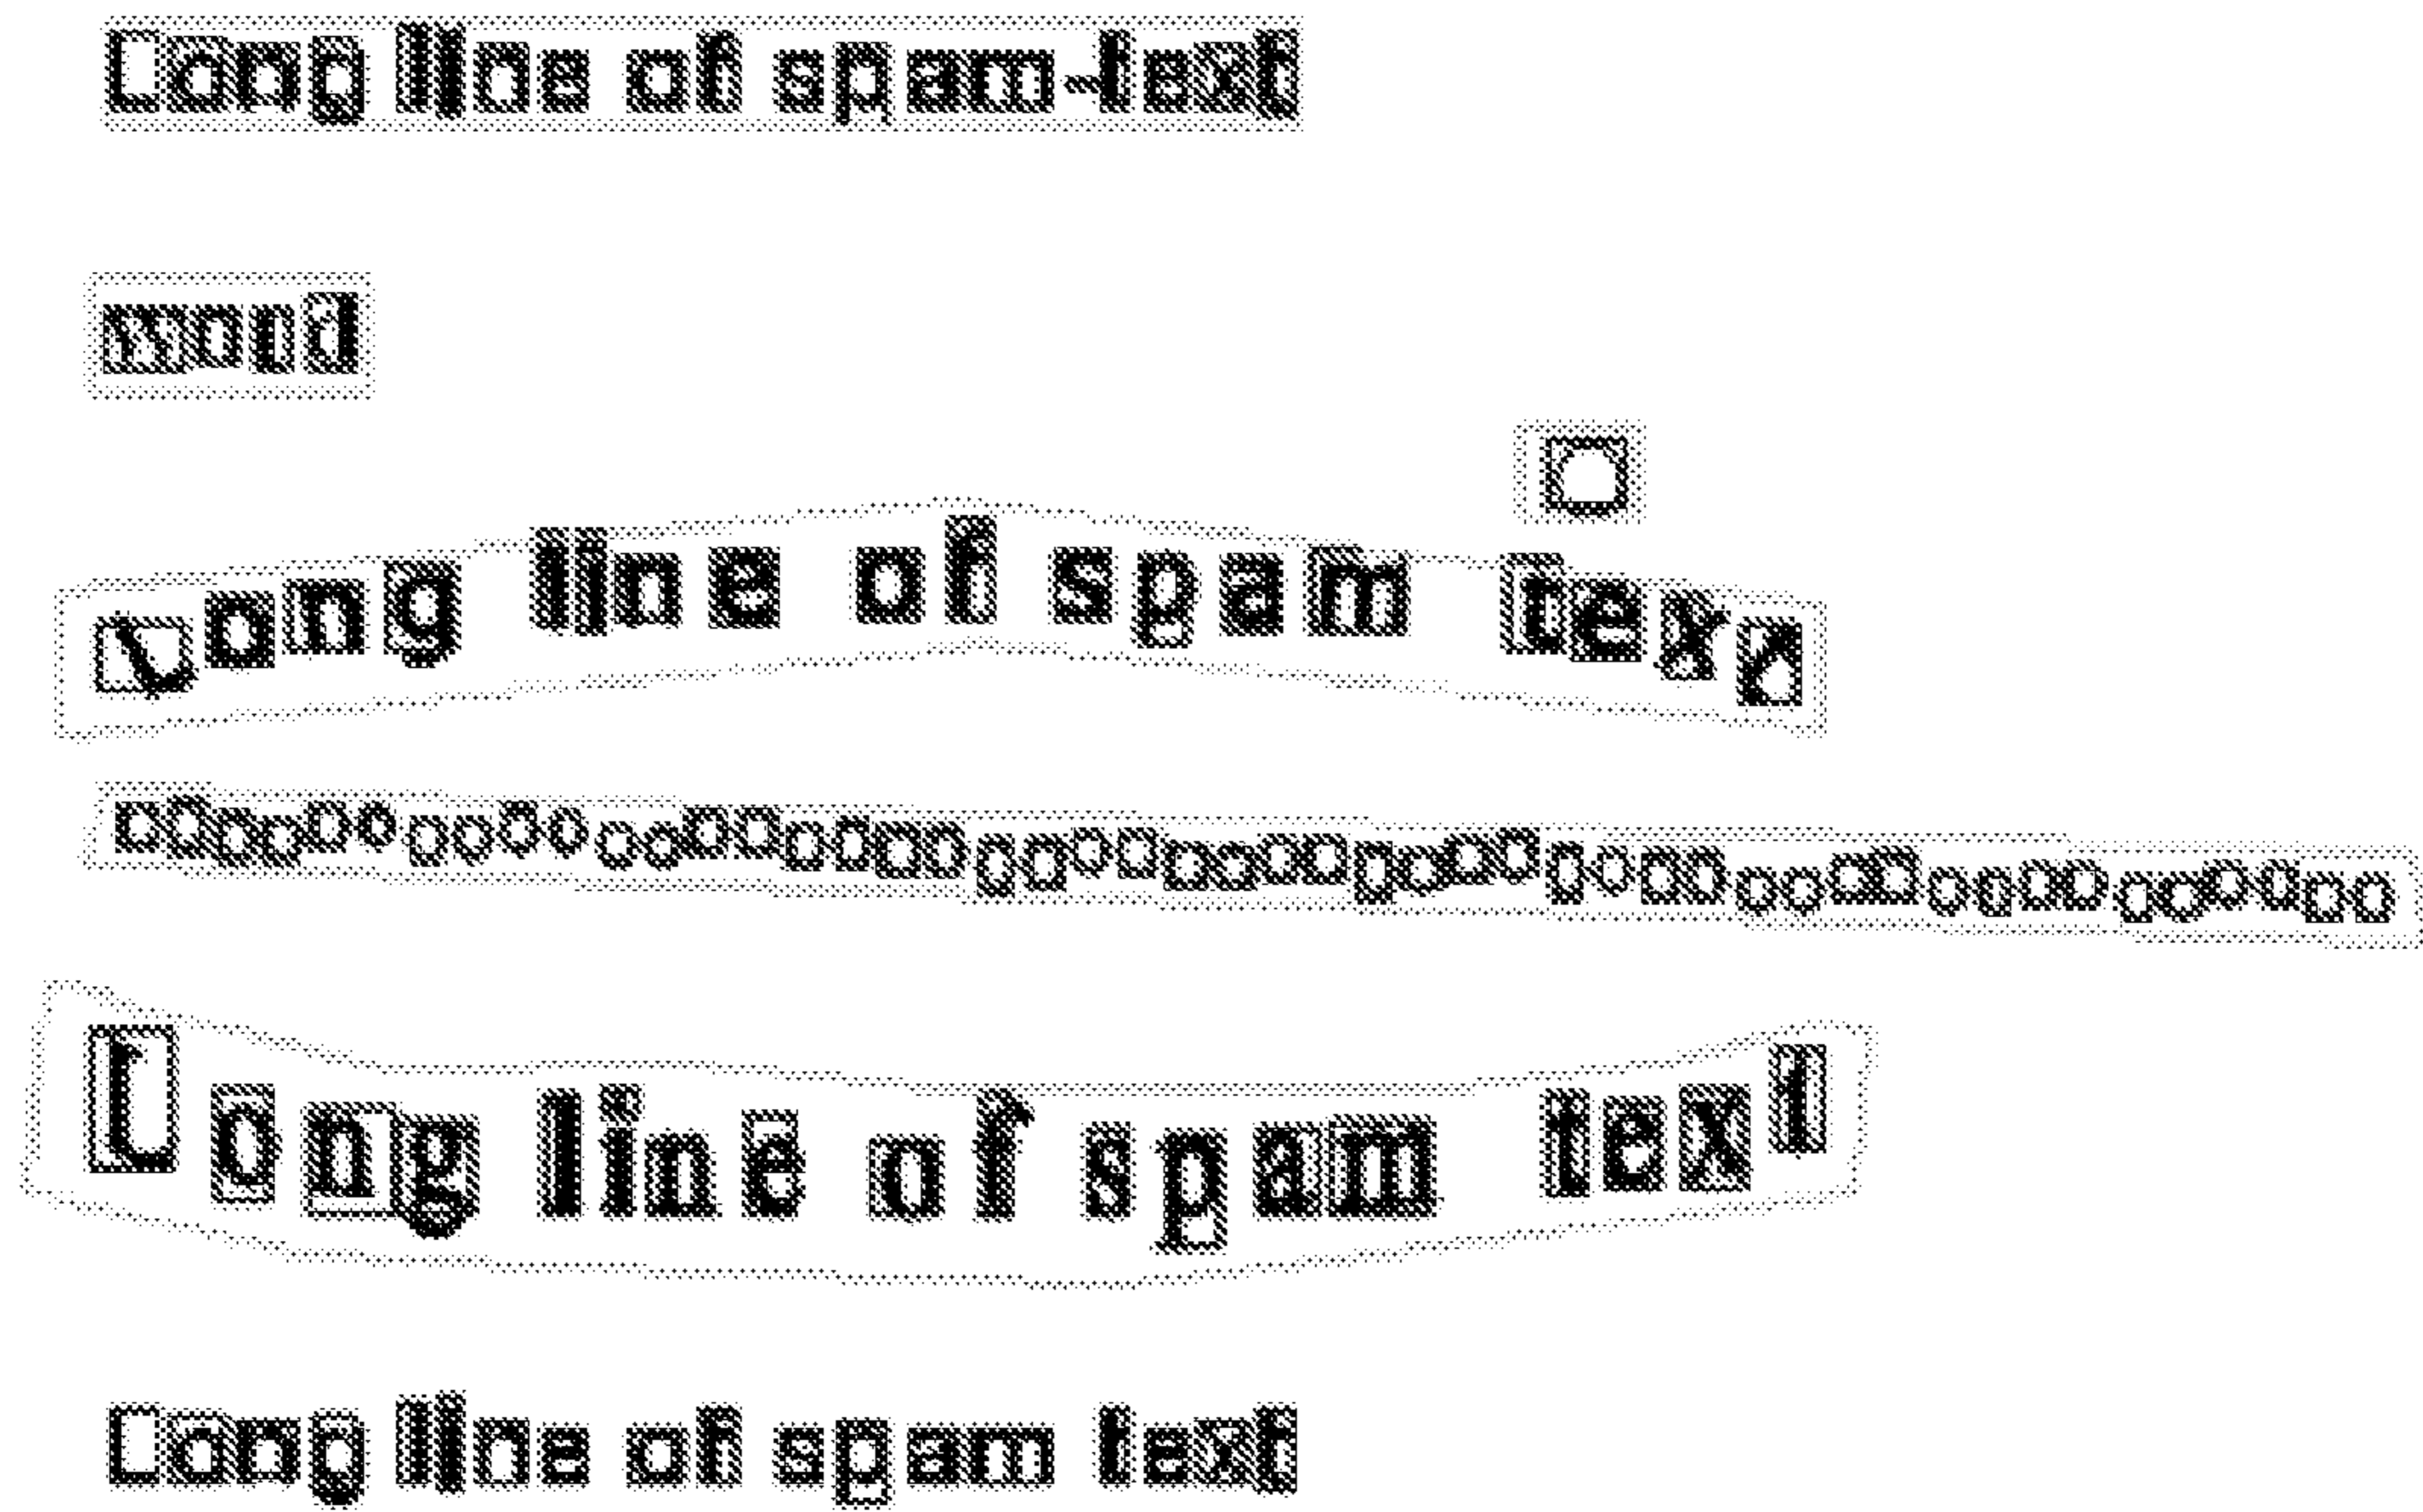 Long line of spam-text
word
O
Long line of spam text
Long line of spam text
Long line of spam text